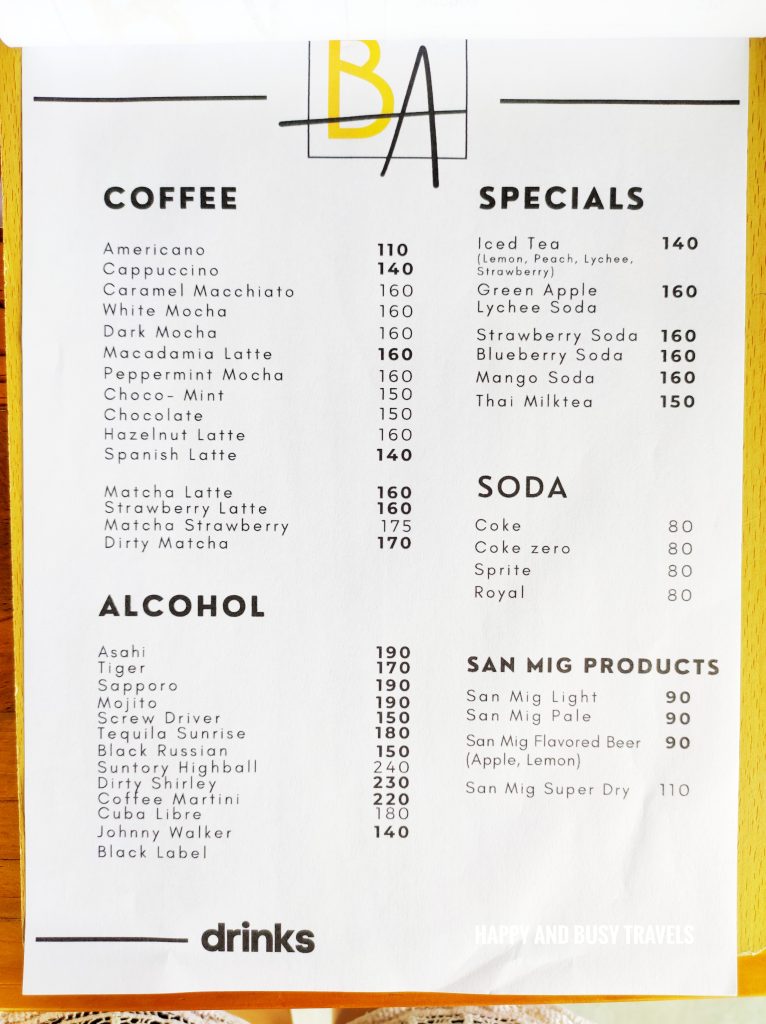 BA
COFFEE
Americano 110
Cappuccino 140
Caramel Macchiato 160
White Mocha 160
Dark Mocha 160
Macadamia Latte 160
Peppermint Mocha 160
Choco- Mint 150
Chocolate 150
Hazelnut Latte 160
Spanish Latte 140
Matcha Latte 160
Strawberry Latte 160
Matcha Strawberry 175
Dirty Matcha 170
ALCOHOL
Asahi 190
Tiger 170
Sapporo 190
Mojito 190
Screw Driver 150
Tequila Sunrise 180
Black Russian 150
Suntory Highball 240
Dirty Shirley 230
Coffee Martini 220
Cuba Libre 180
Johnny Walker 140
Black Label
SPECIALS
Iced Tea 140
(Lemon, Peach, Lychee,
Strawberry)
Green Apple 160
Lychee Soda
Strawberry Soda 160
Blueberry Soda 160
Mango Soda 160
Thai Milktea 150
SODA
Coke 80
Coke zero 80
Sprite 80
Royal 80
SAN MIG PRODUCTS
San Mig Light 90
San Mig Pale 90
San Mig Flavored Beer 90
(Apple, Lemon)
San Mig Super Dry 110
drinks
HAPPY AND BUSY TRAVELS